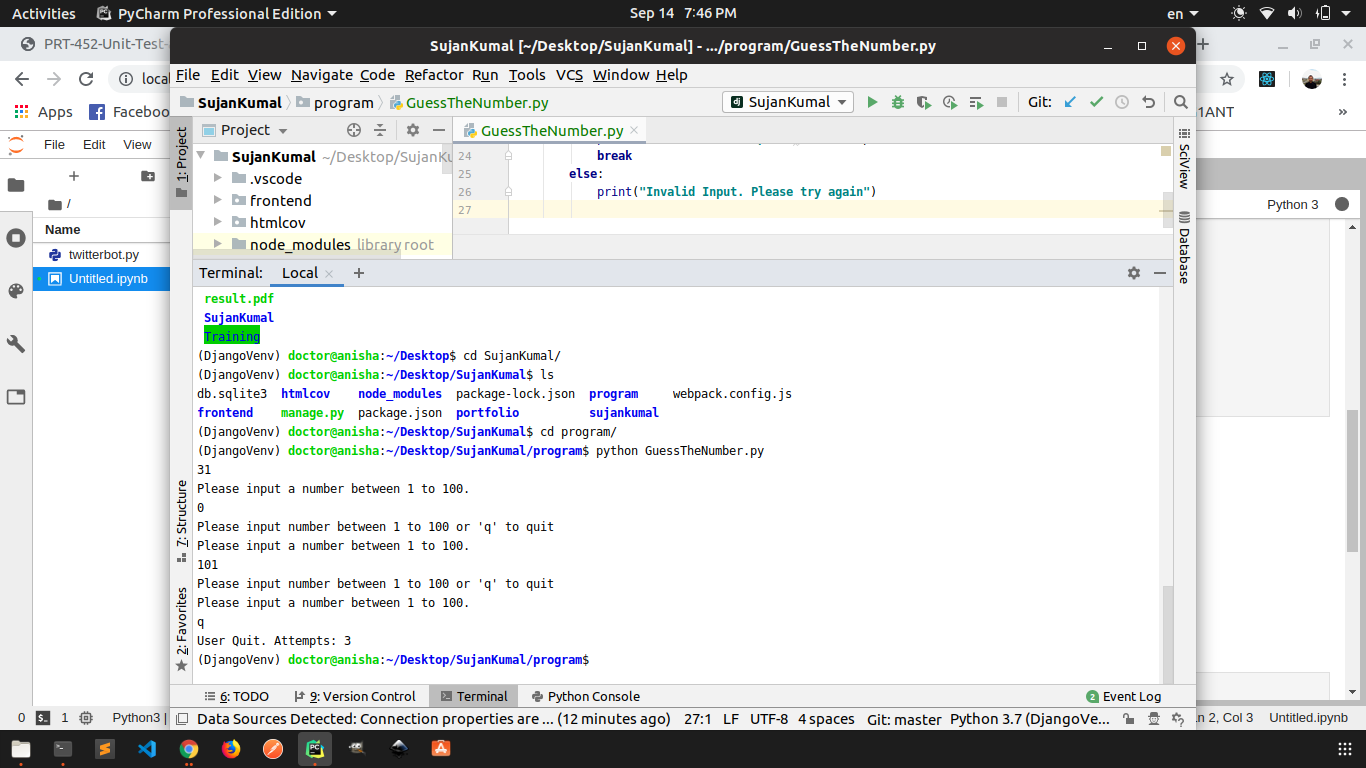 Activities PyCharm Professional Edition Sep 14 7:46 PM en
PRT-452-Unit-Test-
SujanKumal [~/Desktop/SujanKumal] - .../program/GuessTheNumber.py
loca
File Edit View Navigate Code Refactor Run Tools VCS Window Help
Apps Faceboo
SujanKumal program GuessTheNumber.py SujanKumal Git:
1ANT »
File Edit View
1: Project
Project
GuessTheNumber.py
SujanKumal ~/Desktop/SujanKu
.vscode
frontend
htmlcov
node_modules library root
24 break
25 else:
26 print("Invalid Input. Please try again")
27
SciView
Database
Python 3
/
Name
twitterbot.py
Untitled.ipynb
Terminal: Local +
result.pdf
SujanKumal
Training
(DjangoVenv) doctor@anisha:~/Desktop$ cd SujanKumal/
(DjangoVenv) doctor@anisha:~/Desktop/SujanKumal$ ls
db.sqlite3 htmlcov node_modules package-lock.json program webpack.config.js
frontend manage.py package.json portfolio sujankumal
(DjangoVenv) doctor@anisha:~/Desktop/SujanKumal$ cd program/
(DjangoVenv) doctor@anisha:~/Desktop/SujanKumal/program$ python GuessTheNumber.py
31
Please input a number between 1 to 100.
0
Please input number between 1 to 100 or 'q' to quit
Please input a number between 1 to 100.
101
Please input number between 1 to 100 or 'q' to quit
Please input a number between 1 to 100.
q
User Quit. Attempts: 3
(DjangoVenv) doctor@anisha:~/Desktop/SujanKumal/program$
7: Structure
2: Favorites
6: TODO 9: Version Control Terminal Python Console 2 Event Log
0 1 Python3 |
Data Sources Detected: Connection properties are ... (12 minutes ago) 27:1 LF UTF-8 4 spaces Git: master Python 3.7 (DjangoVe...
Ln 2, Col 3 Untitled.ipynb